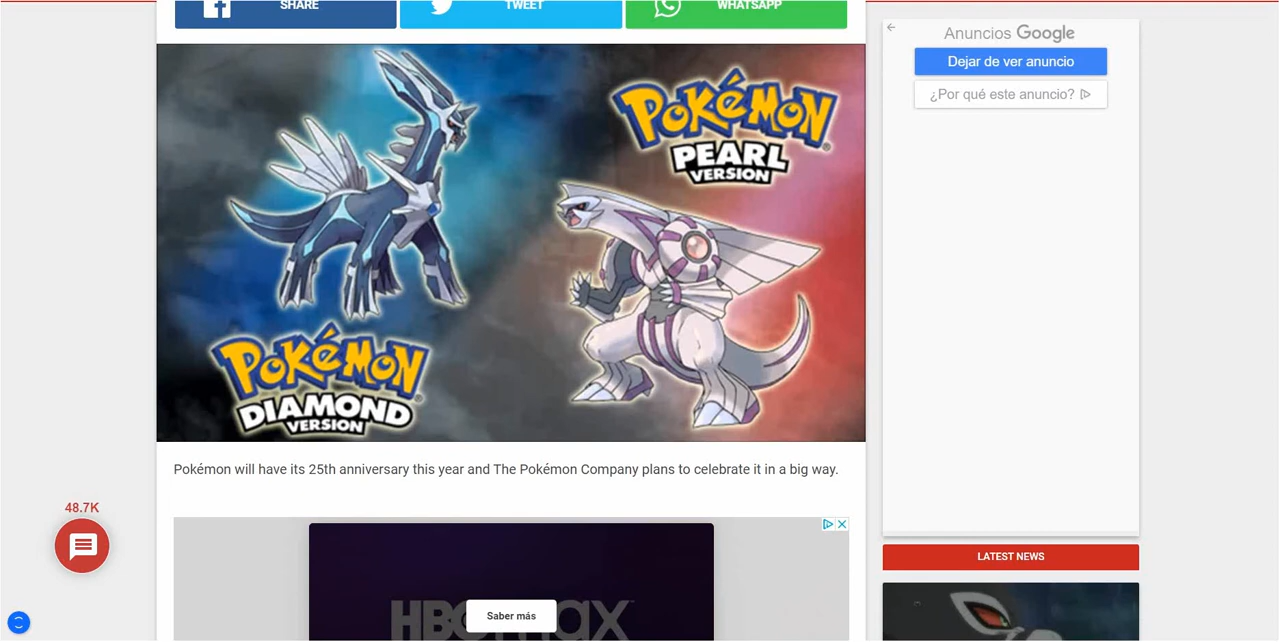 SHARE
TWEET
WHATSAPP
Anuncios Google
Dejar de ver anuncio
¿Por qué este anuncio?
POKéMON
PEARL
VERSION
POKéMON
DIAMOND
VERSION
Pokémon will have its 25th anniversary this year and The Pokémon Company plans to celebrate it in a big way.
48.7K
LATEST NEWS
HBO max
Saber más